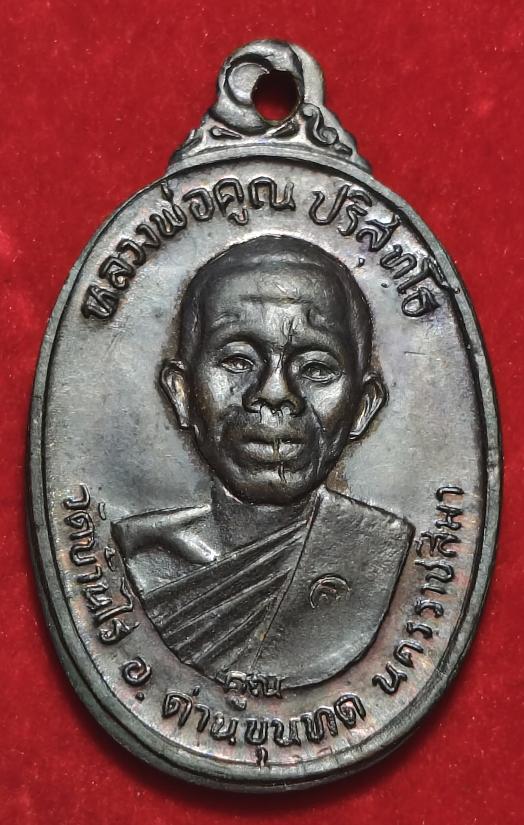 หลวงพ่อคูณ ปริสุทฺโธ
คูณ
วัดบ้านไร่ อ.ด่านขุนทด นครราชสีมา